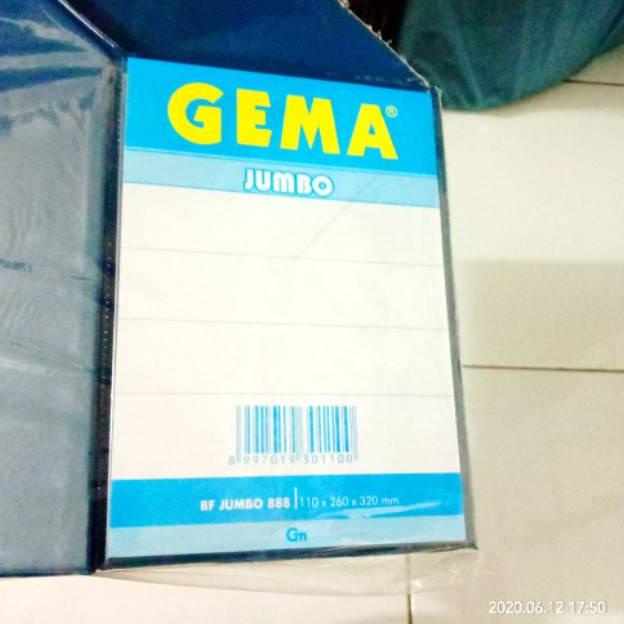 GEMA®
JUMBO
8 997019 301100
BF JUMBO 888 | 110 x 260 x 320 mm
Gm
2020.06.12 17:50